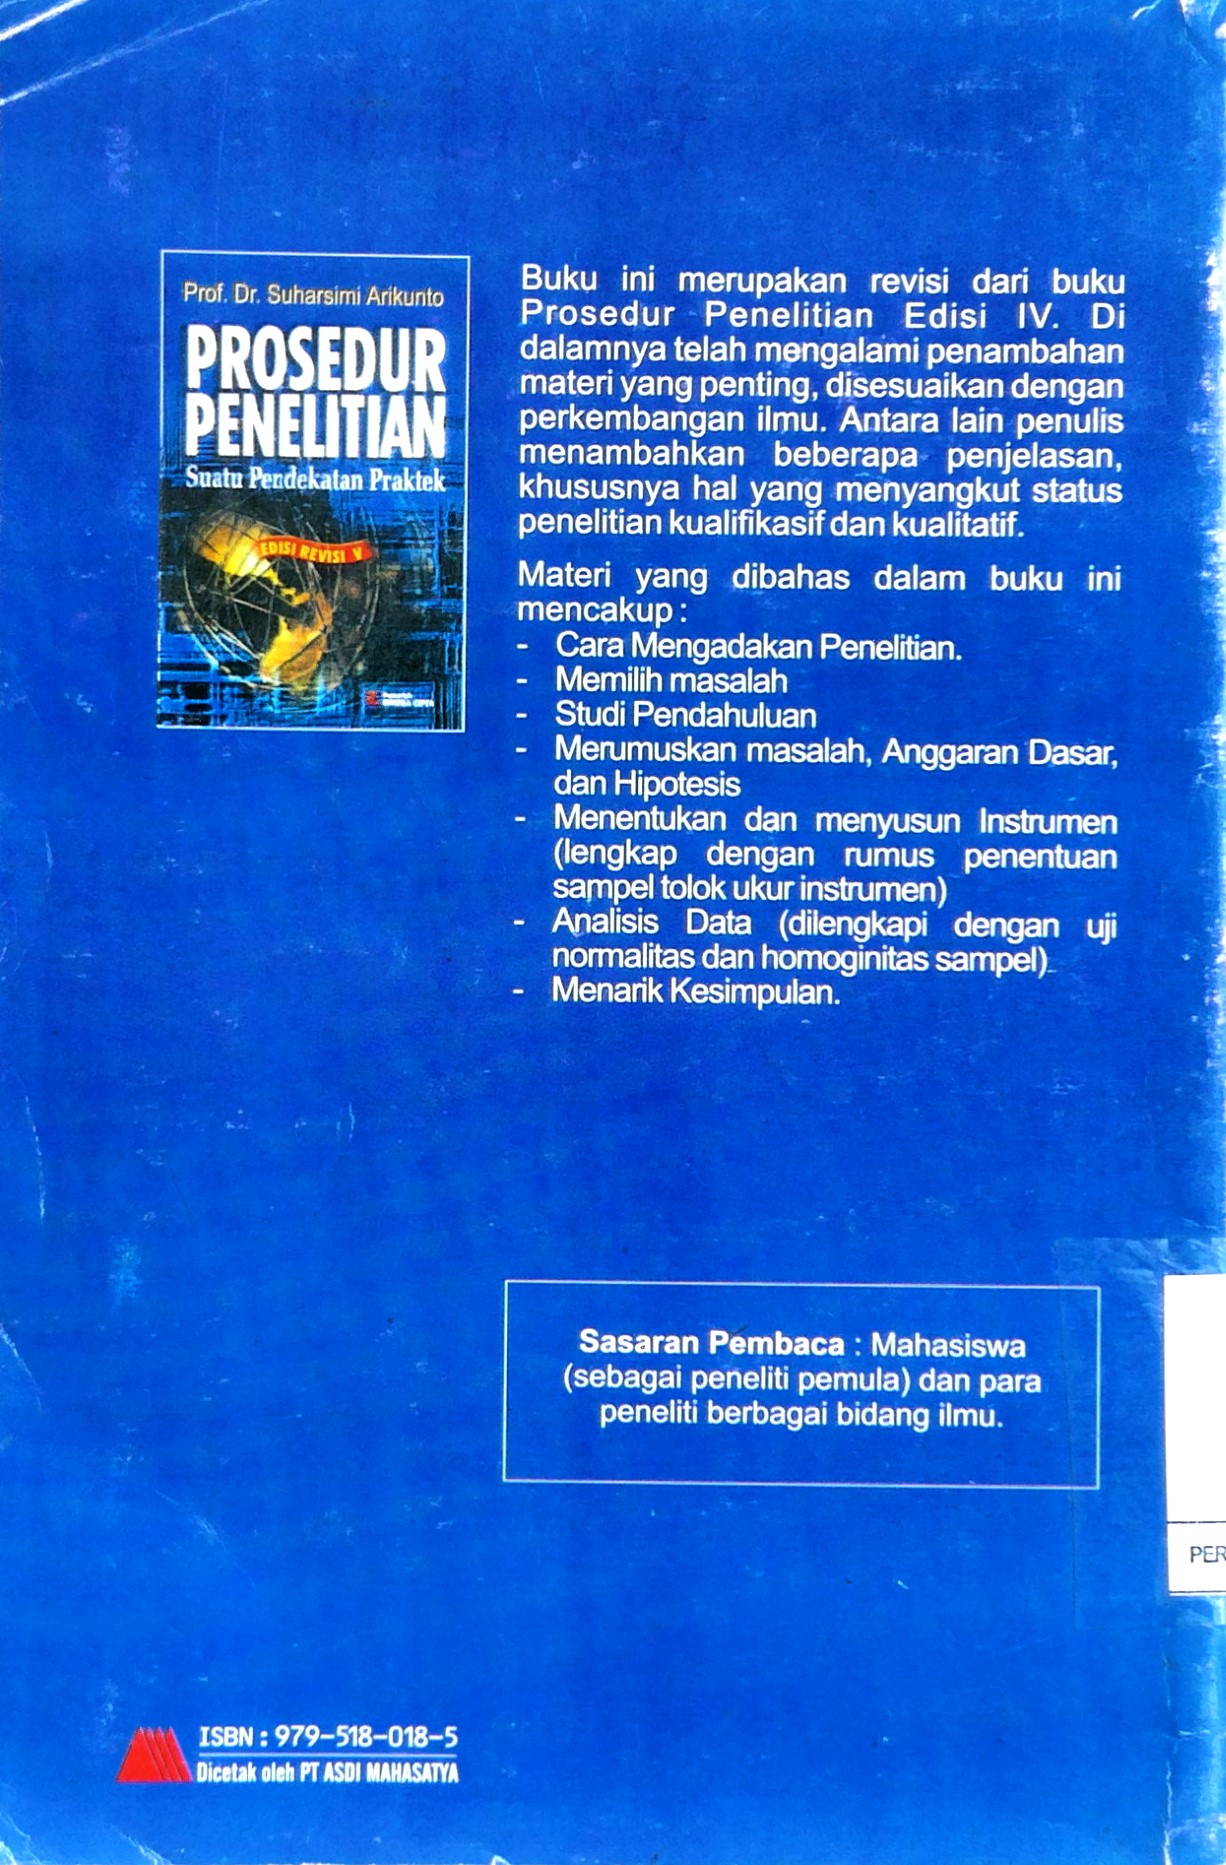 Prof. Dr. Suharsimi Arikunto
PROSEDUR
PENELITIAN
Suatu Pendekatan Praktek
EDISI REVISI V
Buku ini merupakan revisi dari buku
Prosedur Penelitian Edisi IV. Di
dalamnya telah mengalami penambahan
materi yang penting, disesuaikan dengan
perkembangan ilmu. Antara lain penulis
menambahkan beberapa penjelasan,
khususnya hal yang menyangkut status
penelitian kualifikasif dan kualitatif.
Materi yang dibahas dalam buku ini
mencakup :
- Cara Mengadakan Penelitian.
- Memilih masalah
- Studi Pendahuluan
- Merumuskan masalah, Anggaran Dasar,
dan Hipotesis
- Menentukan dan menyusun Instrumen
(lengkap dengan rumus penentuan
sampel tolok ukur instrumen)
- Analisis Data (dilengkapi dengan uji
normalitas dan homoginitas sampel)
- Menarik Kesimpulan.
Sasaran Pembaca : Mahasiswa
(sebagai peneliti pemula) dan para
peneliti berbagai bidang ilmu.
PER
ISBN : 979-518-018-5
Dicetak oleh PT ASDI MAHASATYA